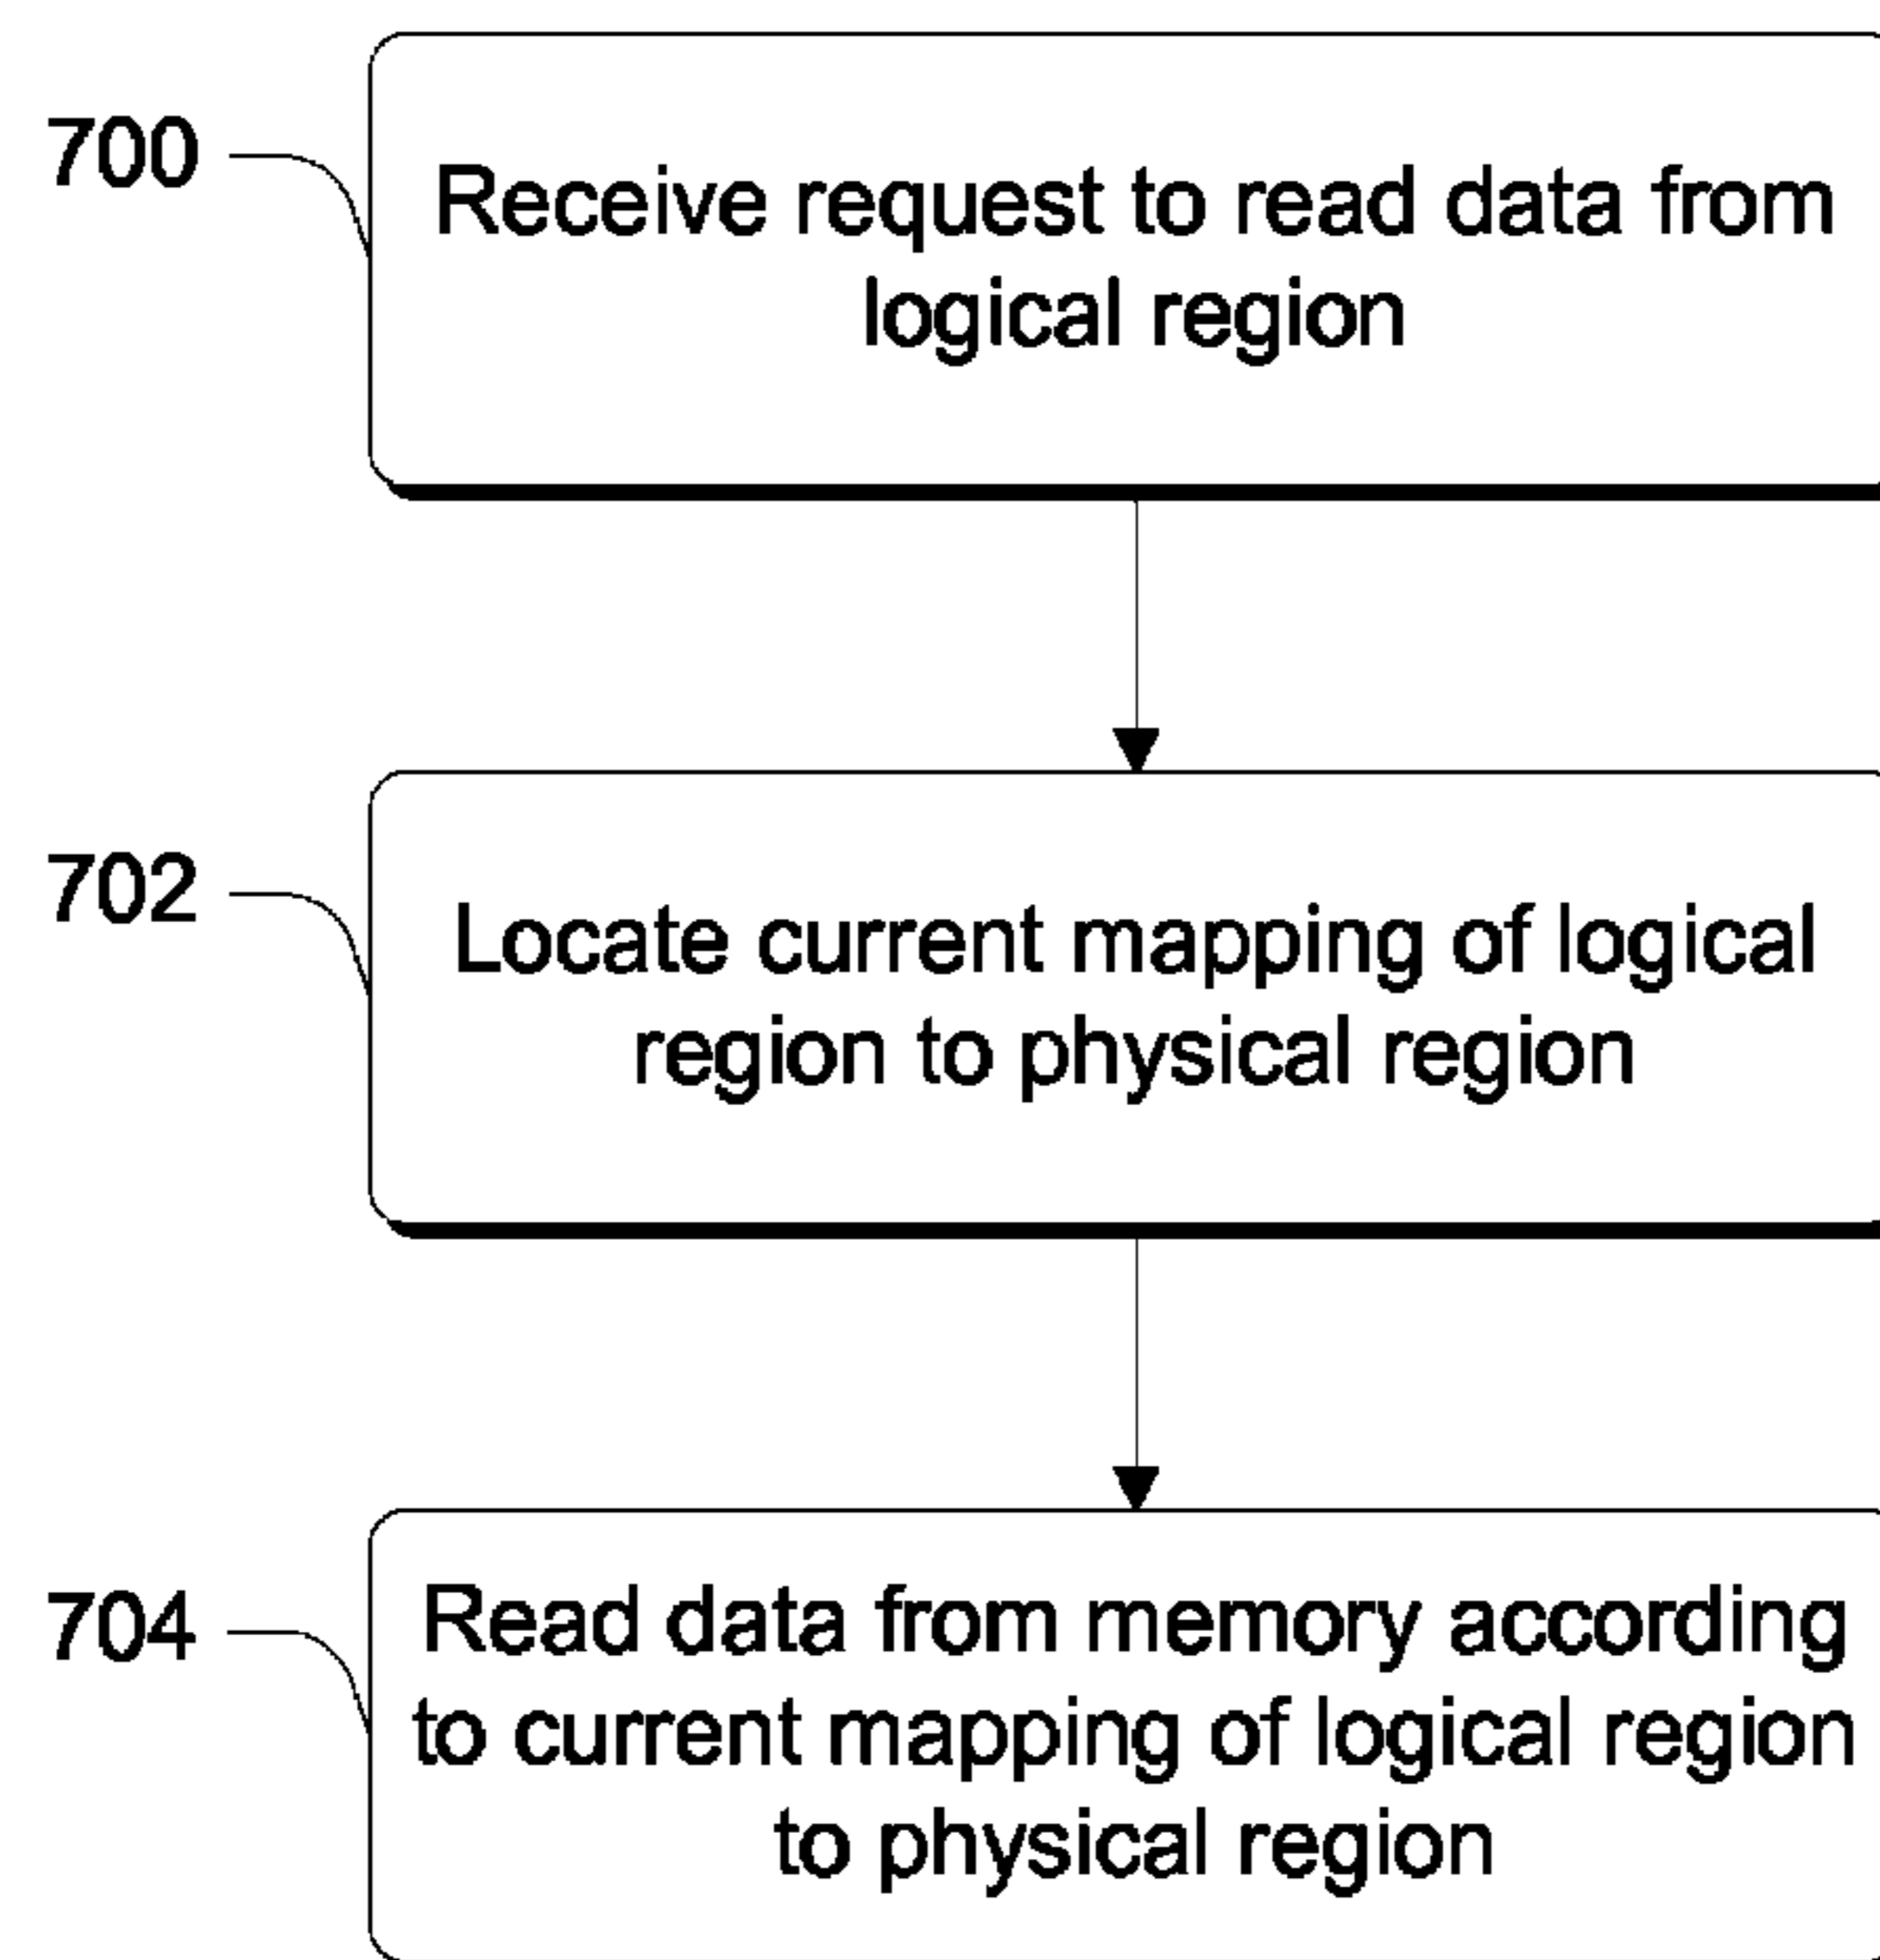 700
Receive request to read data from
logical region
702
Locate current mapping of logical
region to physical region
704
Read data from memory according
to current mapping of logical region
to physical region